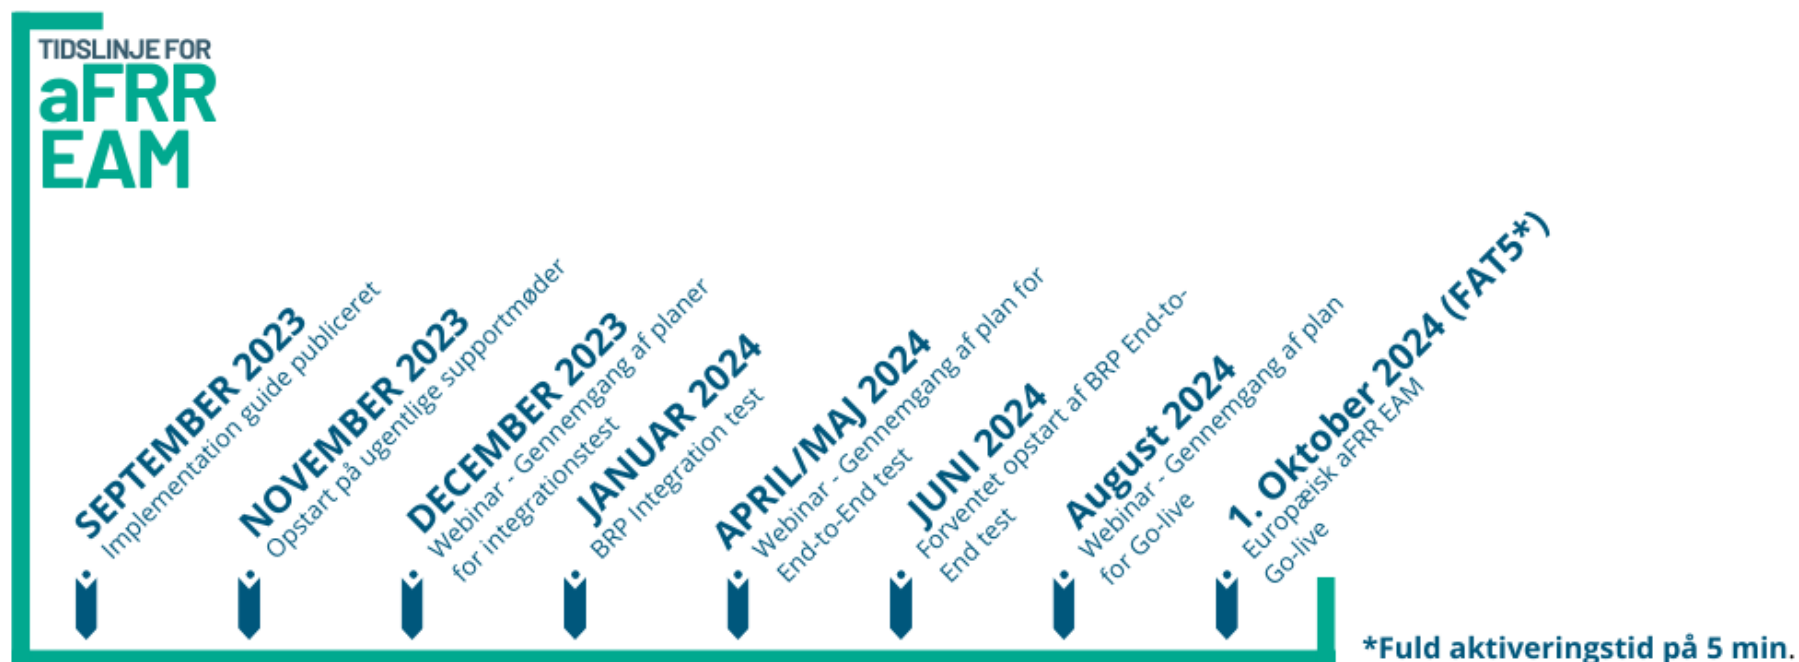 TIDSLINJE FOR
aFRR
EAM
SEPTEMBER 2023
Implementation guide publiceret
NOVEMBER 2023
Opstart på ugentlige supportmøder
DECEMBER 2023
Webinar - Gennemgang af planer
for integrationstest
JANUAR 2024
BRP Integration test
APRIL/MAJ 2024
Webinar - Gennemgang af plan for
End-to-End test
JUNI 2024
Forventet opstart af BRP End-to-
End test
August 2024
Webinar - Gennemgang af plan
for Go-live
1. Oktober 2024 (FAT5*)
Europæisk aFRR EAM
Go-live
*Fuld aktiveringstid på 5 min.